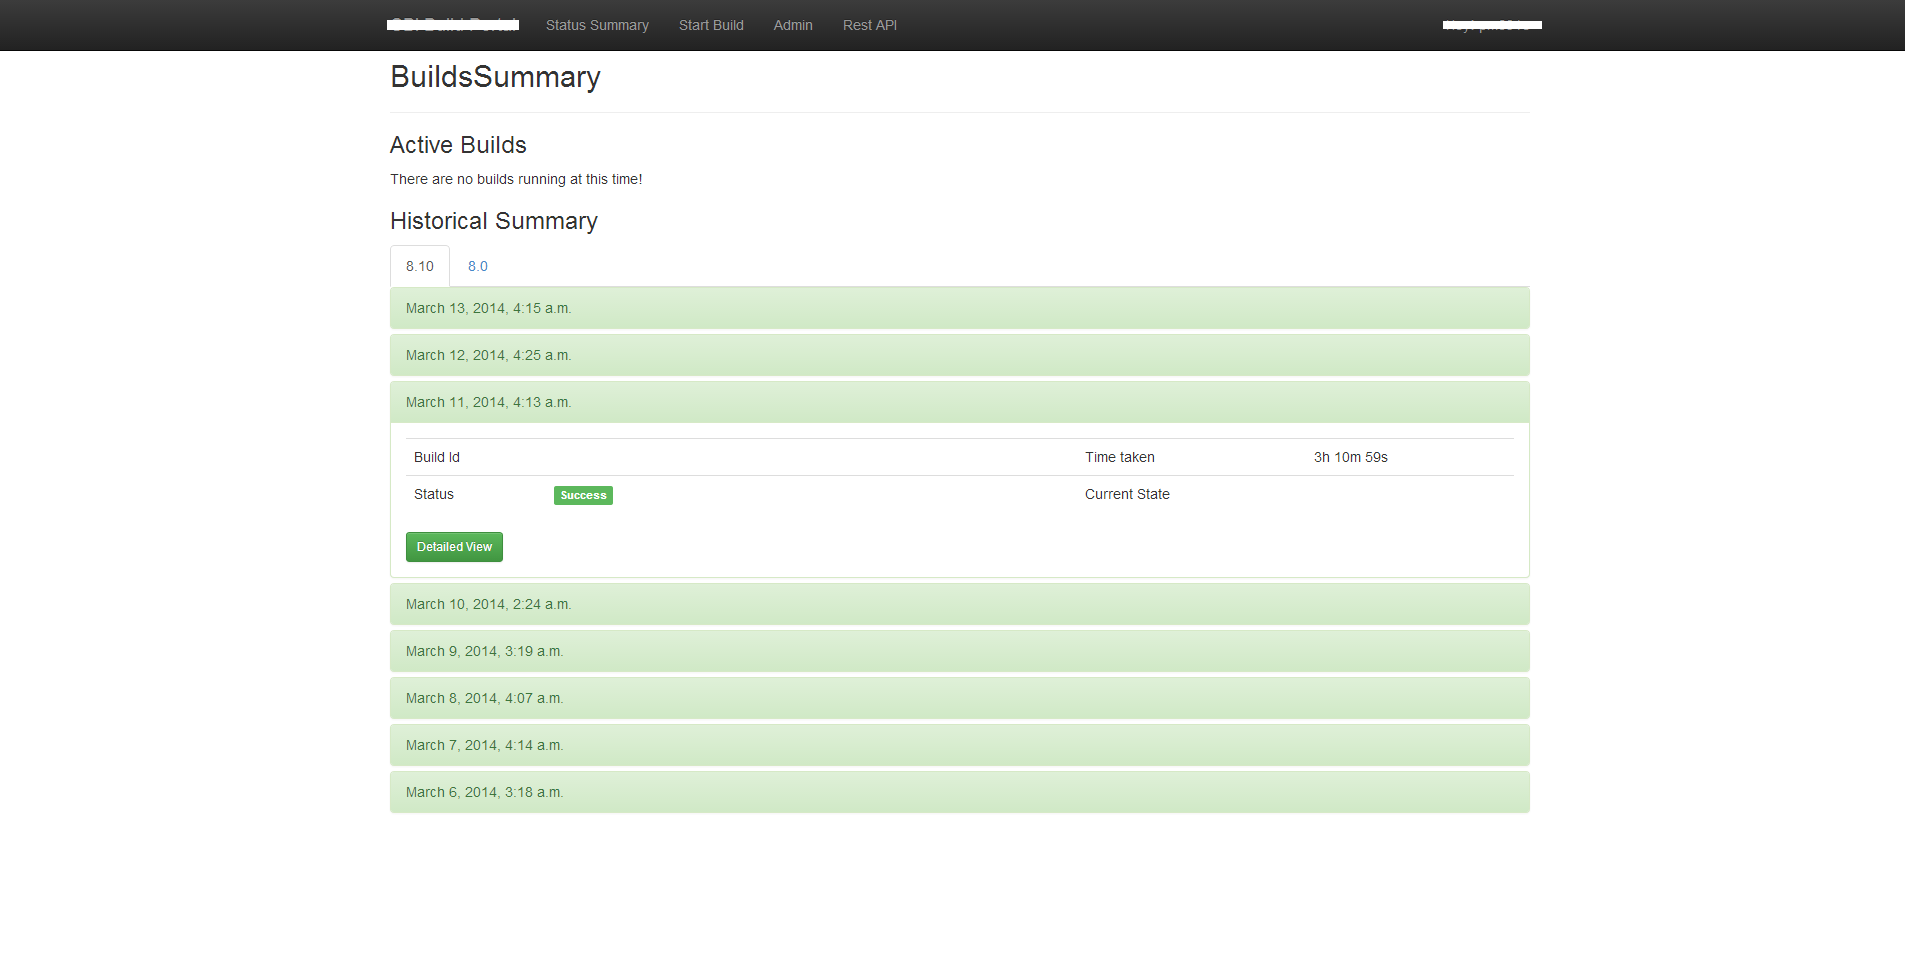 Status Summary Start Build Admin Rest API
BuildsSummary
Active Builds
There are no builds running at this time!
Historical Summary
8.10 8.0
March 13, 2014, 4:15 a.m.
March 12, 2014, 4:25 a.m.
March 11, 2014, 4:13 a.m.
Build Id Time taken 3h 10m 59s
Status Success Current State
Detailed View
March 10, 2014, 2:24 a.m.
March 9, 2014, 3:19 a.m.
March 8, 2014, 4:07 a.m.
March 7, 2014, 4:14 a.m.
March 6, 2014, 3:18 a.m.